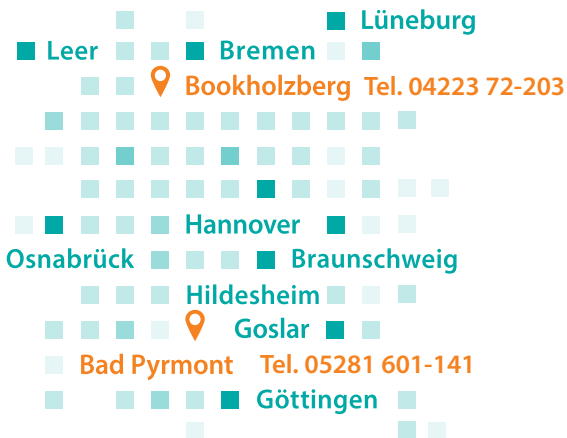 Lüneburg
Leer Bremen
Bookholzberg Tel. 04223 72-203
Hannover
Osnabrück Braunschweig
Hildesheim
Goslar
Bad Pyrmont Tel. 05281 601-141
Göttingen